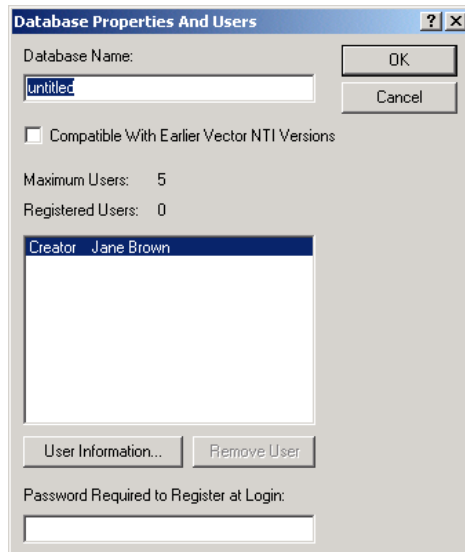 Database Properties And Users
Database Name:
OK
untitled
Cancel
Compatible With Earlier Vector NTI Versions
Maximum Users: 5
Registered Users: 0
Creator Jane Brown
User Information... Remove User
Password Required to Register at Login: